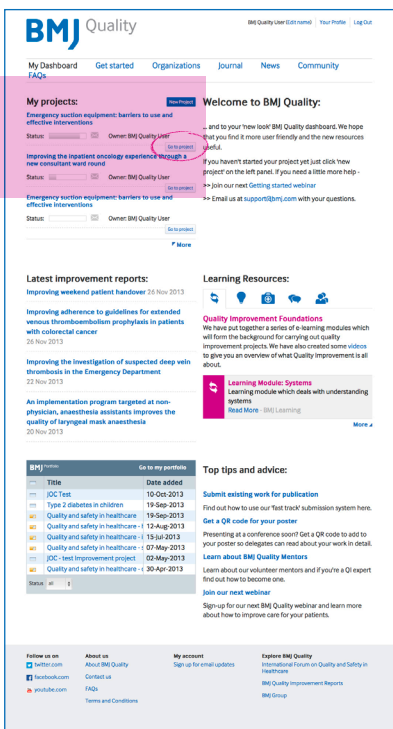 BMJ Quality
BMJ Quality User (Edit name) Your Profile Log Out
My Dashboard Get started Organizations Journal News Community
FAQs
My projects:
New Project
Emergency suction equipment: barriers to use and
effective interventions
Status: Owner: BMJ Quality User
Go to project
Improving the inpatient oncology experience through a
new consultant ward round
Status: Owner: BMJ Quality User
Go to project
Emergency suction equipment: barriers to use and
effective interventions
Status: Owner: BMJ Quality User
Go to project
More
Welcome to BMJ Quality:
... and to your 'new look' BMJ Quality dashboard. We hope
that you find it more user friendly and the new resources
useful.
If you haven't started your project yet just click 'new
project' on the left panel. If you need a little more help -
>> Join our next Getting started webinar
>> Email us at support@bmj.com with your questions.
Latest improvement reports:
Improving weekend patient handover 26 Nov 2013
Improving adherence to guidelines for extended
venous thromboembolism prophylaxis in patients
with colorectal cancer
26 Nov 2013
Improving the investigation of suspected deep vein
thrombosis in the Emergency Department
22 Nov 2013
An implementation program targeted at non-
physician, anaesthesia assistants improves the
quality of laryngeal mask anaesthesia
20 Nov 2013
Learning Resources:
Quality Improvement Foundations
We have put together a series of e-learning modules which
will form the background for carrying out quality
improvement projects. We have also created some videos
to give you an overview of what Quality Improvement is all
about.
Learning Module: Systems
Learning module which deals with understanding
systems
Read More - BMJ Learning
More
BMJ Portfolio Go to my portfolio
Title Date added
JOC Test 10-Oct-2013
Type 2 diabetes in children 19-Sep-2013
Quality and safety in healthcare 19-Sep-2013
Quality and safety in healthcare - 12-Aug-2013
Quality and safety in healthcare - 15-Jul-2013
Quality and safety in healthcare - 07-May-2013
JOC - test improvement project 02-May-2013
Quality and safety in healthcare - 30-Apr-2013
Status all
Top tips and advice:
Submit existing work for publication
Find out how to use our 'fast track' submission system here.
Get a QR code for your poster
Presenting at a conference soon? Get a QR code to add to
your poster so delegates can read about your work in detail.
Learn about BMJ Quality Mentors
Learn about our volunteer mentors and if you're a QI expert
find out how to become one.
Join our next webinar
Sign-up for our next BMJ Quality webinar and learn more
about how to improve care for your patients.
Follow us on
twitter.com
facebook.com
youtube.com
About us
About BMJ Quality
Contact us
FAQs
Terms and Conditions
My account
Sign up for email updates
Explore BMJ Quality
International Forum on Quality and Safety in
Healthcare
BMJ Quality Improvement Reports
BMJ Group